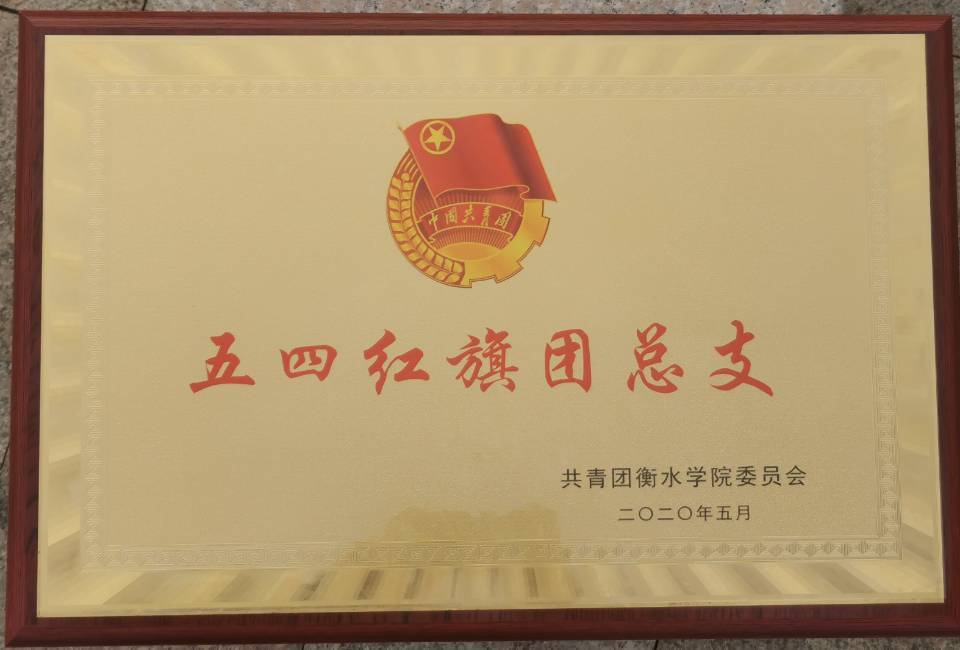 中国共青团
五四红旗团总支
共青团衡水学院委员会
二〇二〇年五月